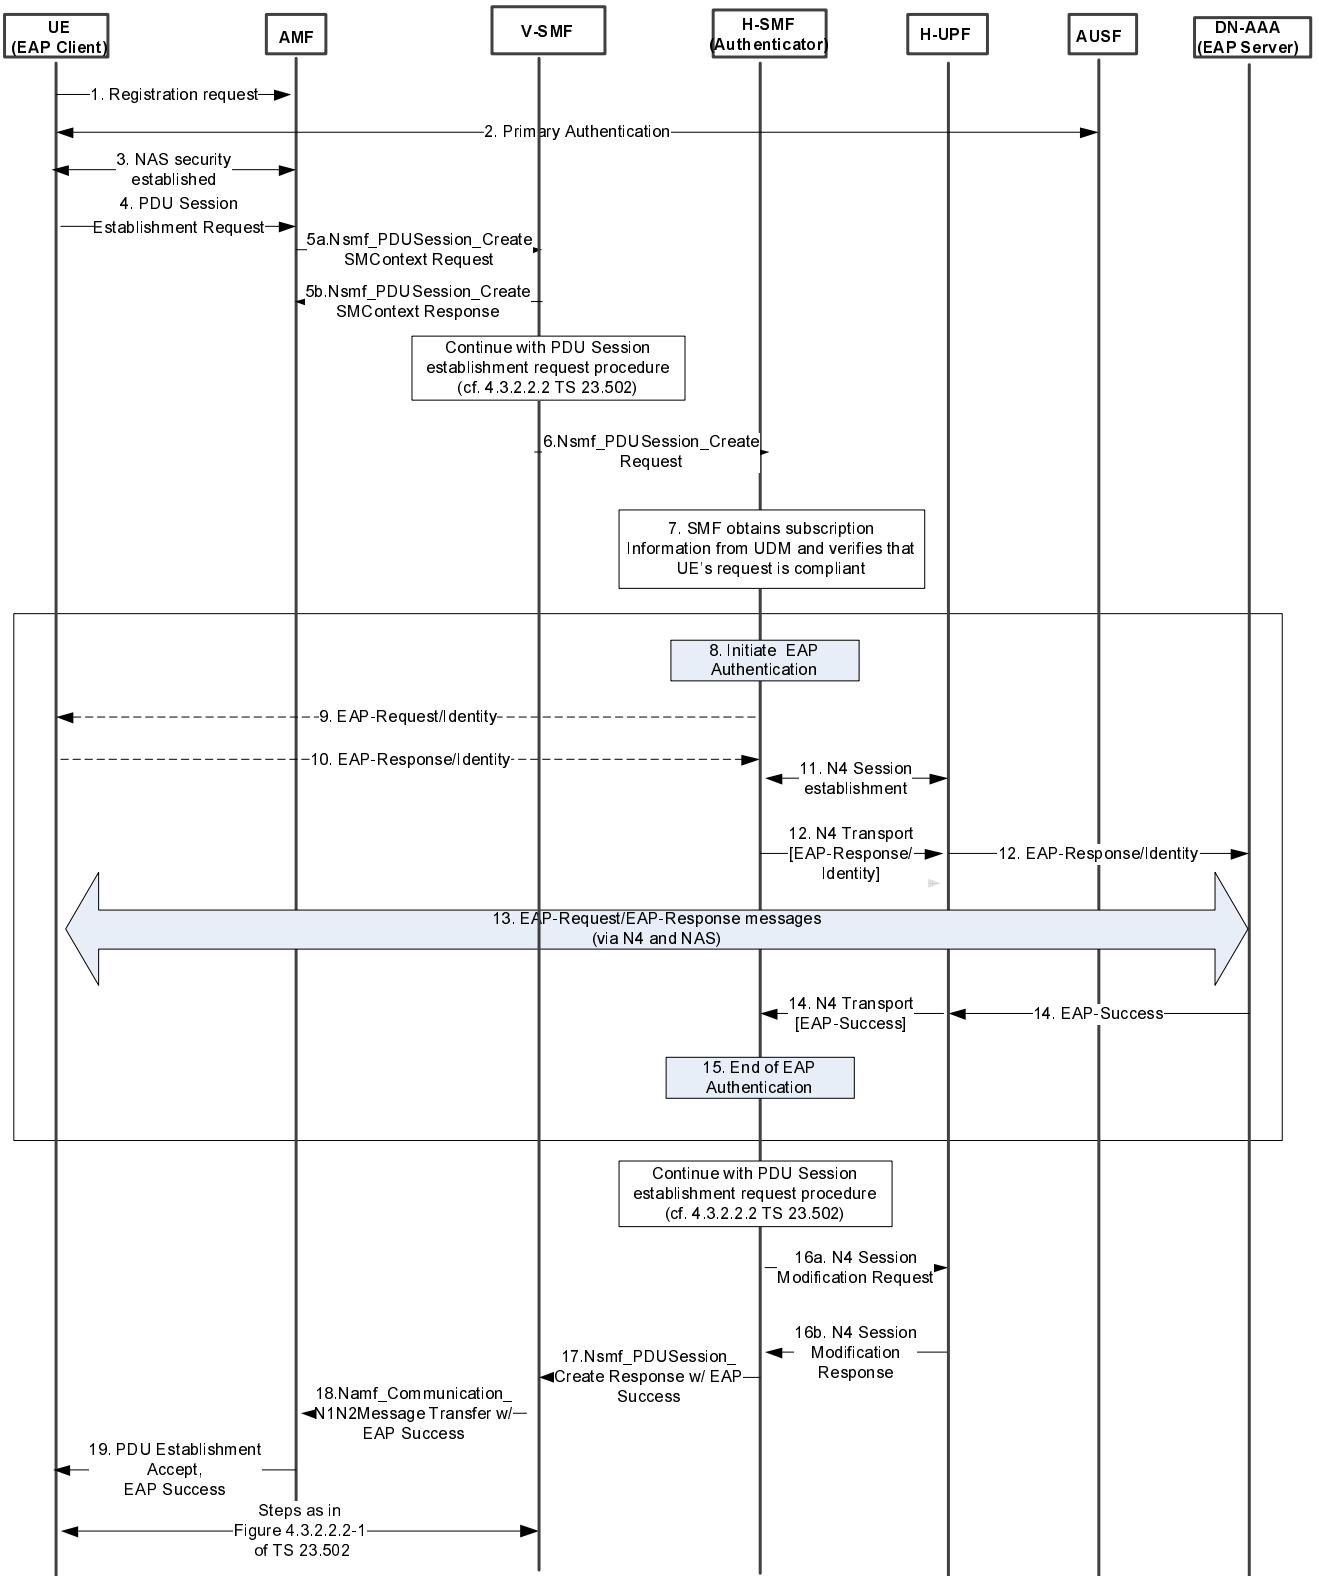 UE
(EAP Client)
AMF
V-SMF
H-SMF
(Authenticator)
H-UPF
AUSF
DN-AAA
(EAP Server)
1. Registration request
2. Primary Authentication
3. NAS security
established
4. PDU Session
Establishment Request
5a.Nsmf_PDUSession_Create
SMContext Request
5b.Nsmf_PDUSession_Create
SMContext Response
Continue with PDU Session
establishment request procedure
(cf. 4.3.2.2.2 TS 23.502)
6.Nsmf_PDUSession_Create
Request
7. SMF obtains subscription
Information from UDM and verifies that
UE's request is compliant
8. Initiate EAP
Authentication
9. EAP-Request/Identity
10. EAP-Response/Identity
11. N4 Session
establishment
12. N4 Transport
[EAP-Response/
Identity]
12. EAP-Response/Identity
13. EAP-Request/EAP-Response messages
(via N4 and NAS)
14. N4 Transport
[EAP-Success]
14. EAP-Success
15. End of EAP
Authentication
Continue with PDU Session
establishment request procedure
(cf. 4.3.2.2.2 TS 23.502)
16a. N4 Session
Modification Request
16b. N4 Session
Modification
Response
17.Nsmf_PDUSession_
Create Response w/ EAP
Success
18.Namf_Communication_
N1N2Message Transfer w/
EAP Success
19. PDU Establishment
Accept,
EAP Success
Steps as in
Figure 4.3.2.2.2-1
of TS 23.502